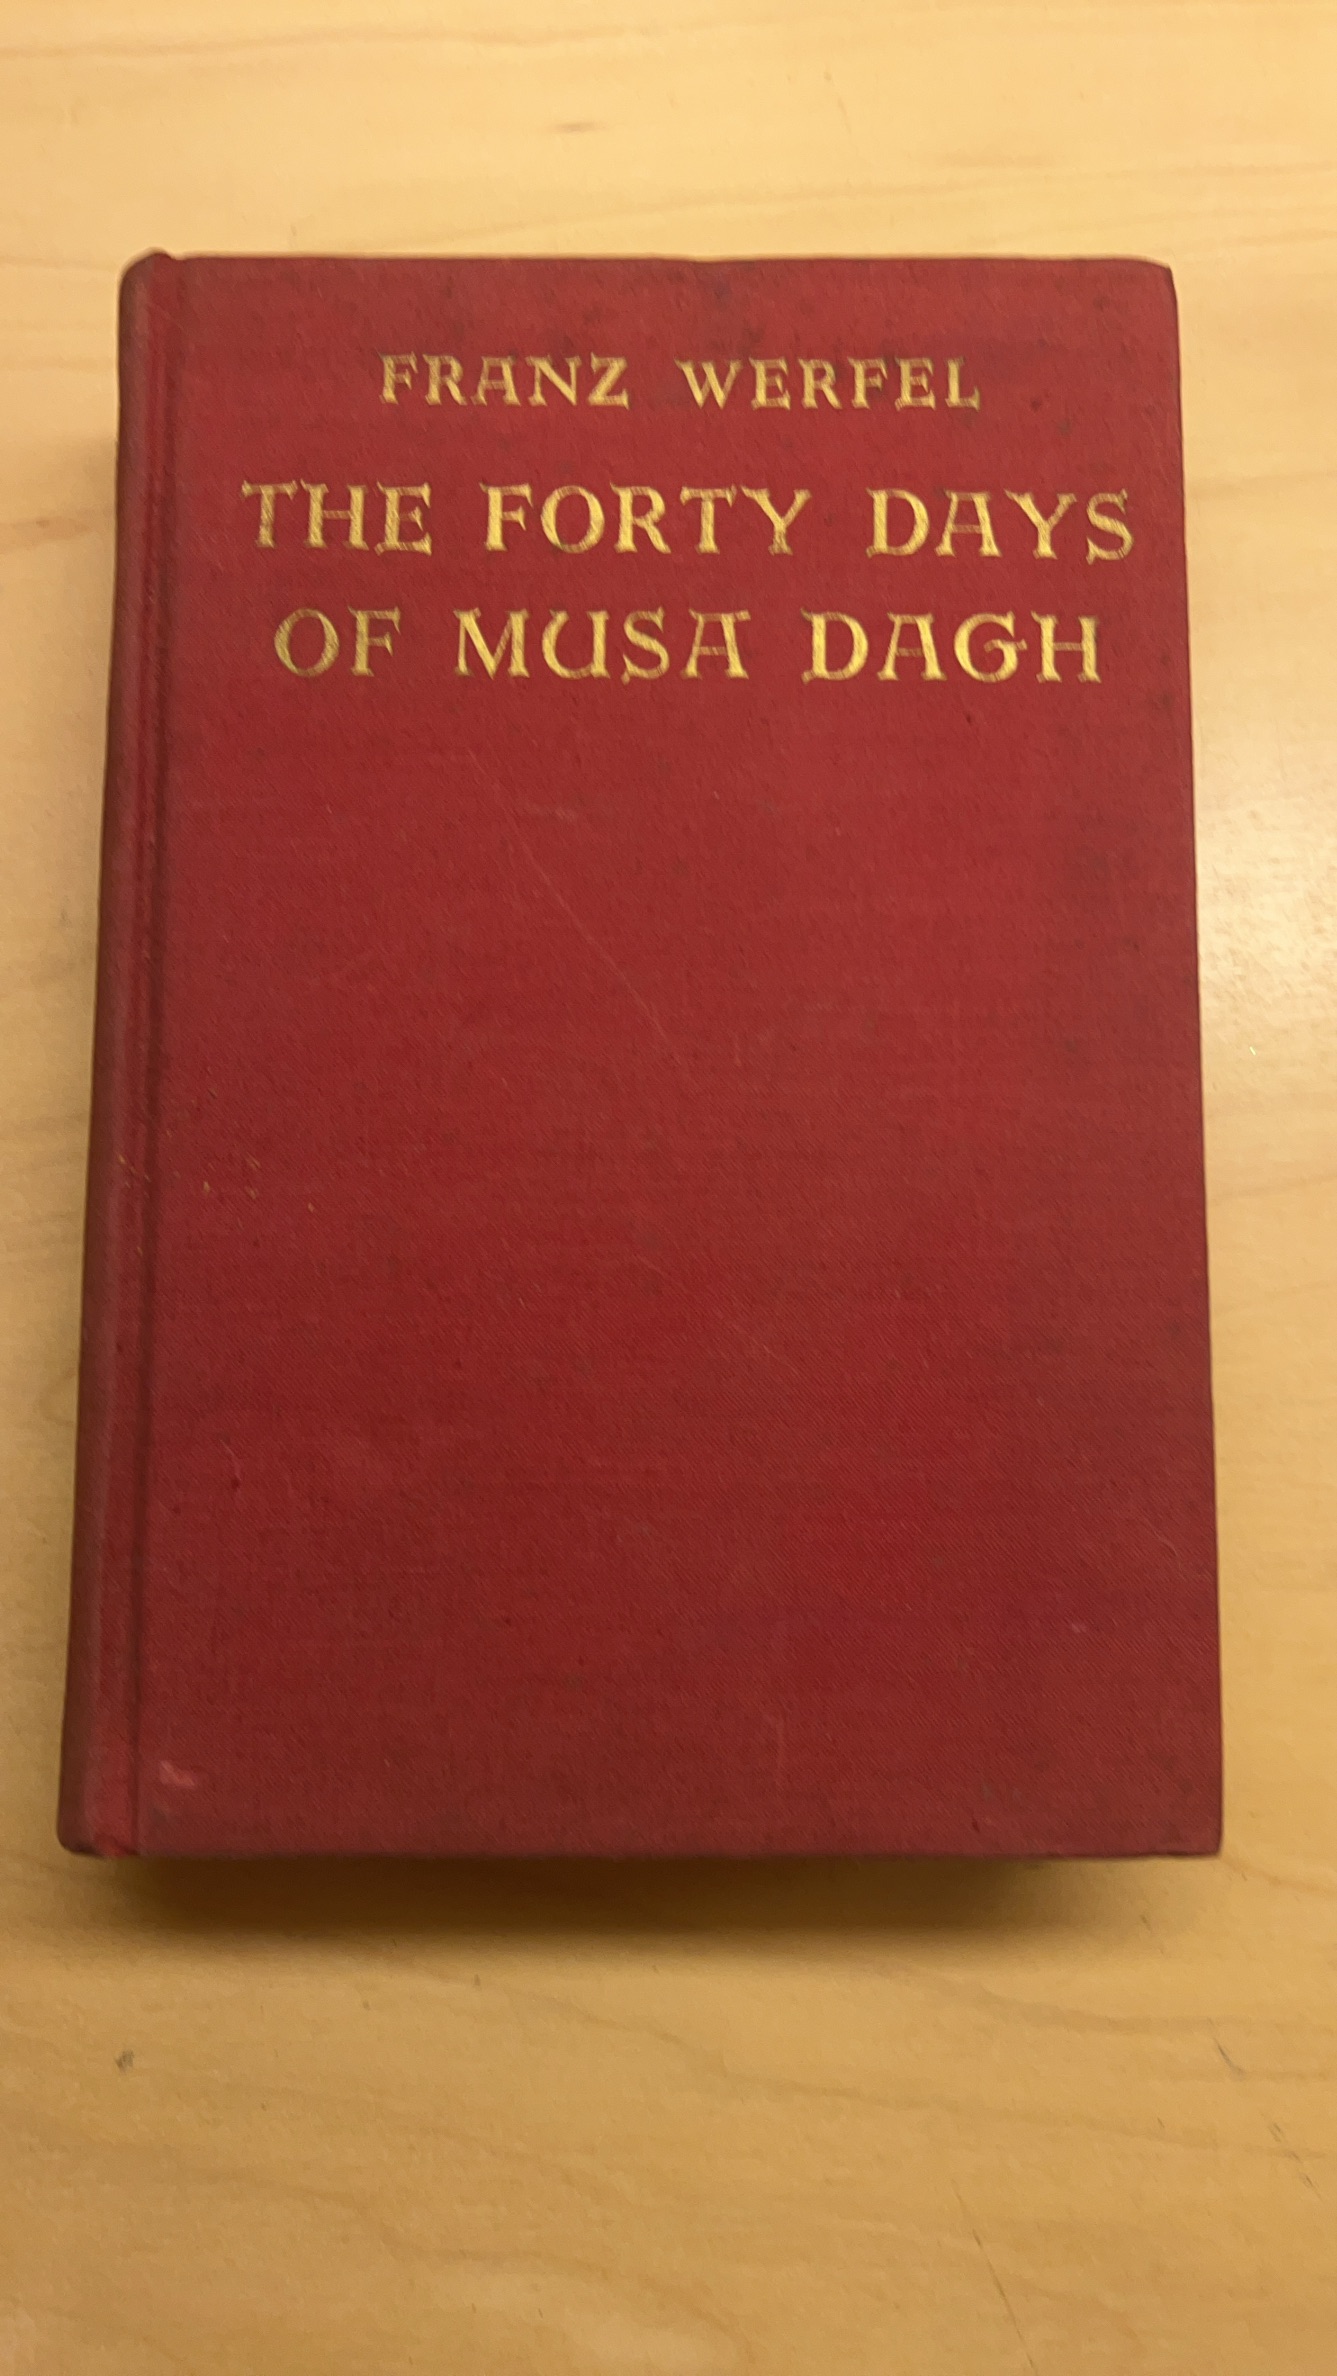 FRANZ WERFEL
THE FORTY DAYS
OF MUSA DAGH